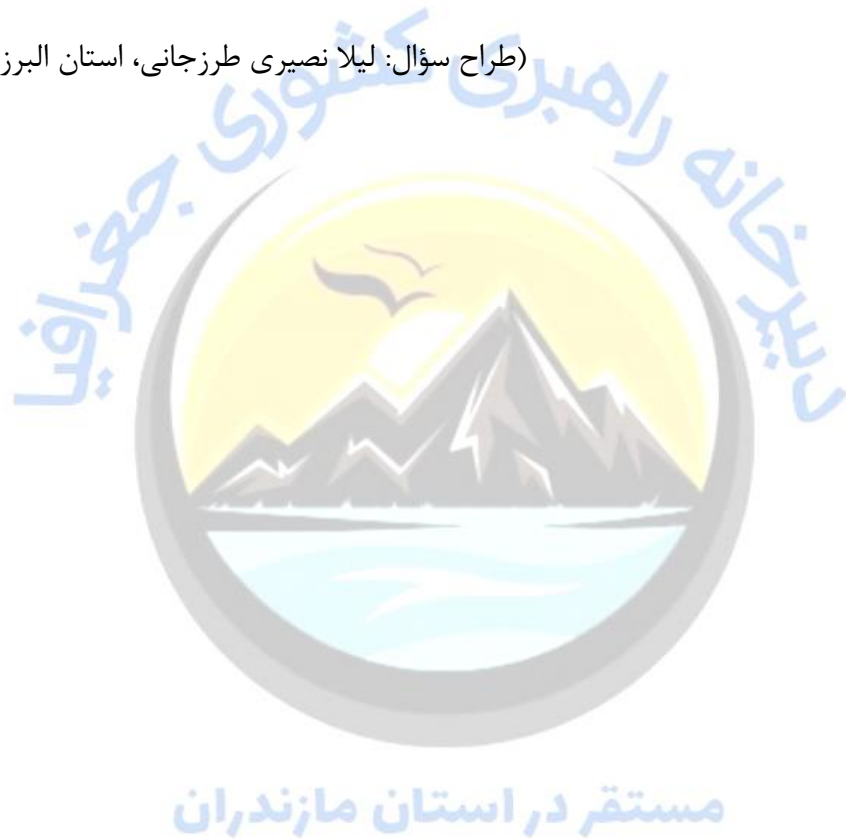 (طراح سؤال: لیلا نصیری طرزجانی، استان البرز
دبیرخانه راهبری کشوری جغرافیا
مستقر در استان مازندران